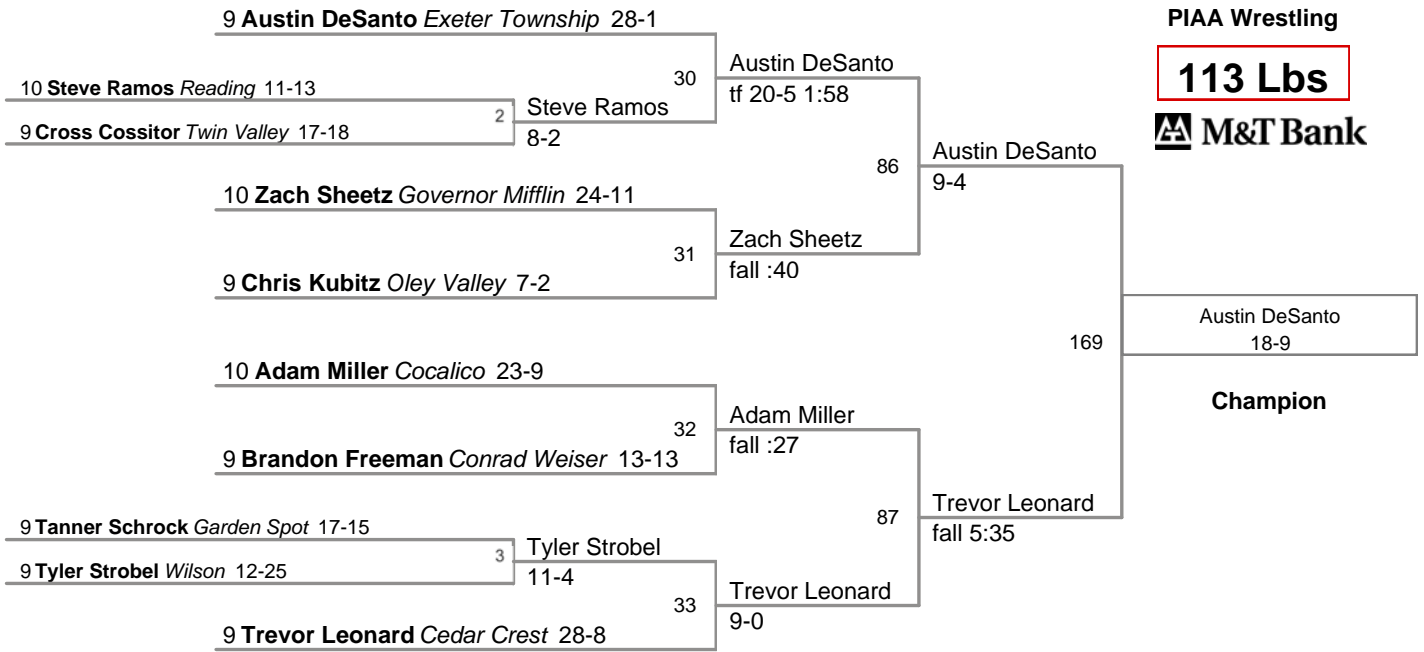 9 Austin DeSanto Exeter Township 28-1
PIAA Wrestling
113 Lbs
M&T Bank
30
Austin DeSanto
tf 20-5 1:58
10 Steve Ramos Reading 11-13
2
Steve Ramos
8-2
9 Cross Cossitor Twin Valley 17-18
86
Austin DeSanto
9-4
10 Zach Sheetz Governor Mifflin 24-11
31
Zach Sheetz
fall :40
9 Chris Kubitz Oley Valley 7-2
169
Austin DeSanto
18-9
Champion
10 Adam Miller Cocalico 23-9
32
Adam Miller
fall :27
9 Brandon Freeman Conrad Weiser 13-13
87
Trevor Leonard
fall 5:35
9 Tanner Schrock Garden Spot 17-15
3
Tyler Strobel
11-4
9 Tyler Strobel Wilson 12-25
33
Trevor Leonard
9-0
9 Trevor Leonard Cedar Crest 28-8